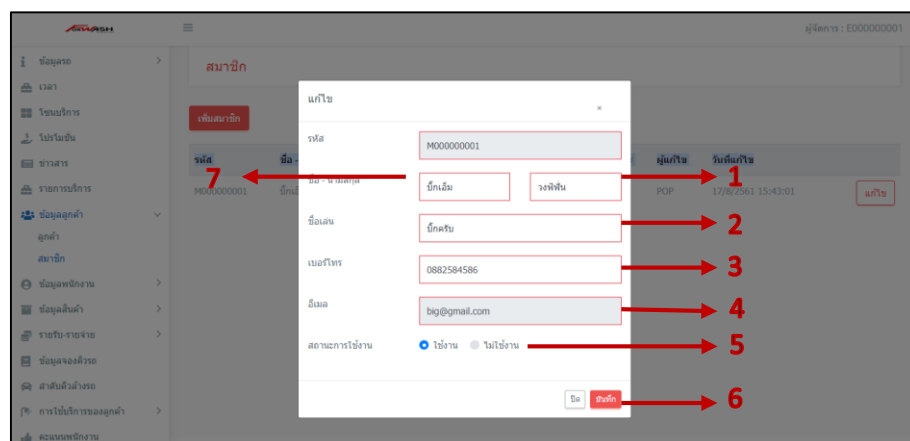 ผู้จัดการ : E000000001
ข้อมูลรถ
เวลา
โซนบริการ
โปรโมชั่น
ข่าวสาร
รายการบริการ
ข้อมูลลูกค้า
ลูกค้า
สมาชิก
ข้อมูลพนักงาน
ข้อมูลสินค้า
รายรับ-รายจ่าย
ข้อมูลจองคิวรถ
ลำดับคิวล้างรถ
การใช้บริการของลูกค้า
คะแนนพนักงาน
สมาชิก
เพิ่มสมาชิก
รหัส ชื่อ - ผู้แก้ไข วันที่แก้ไข
M000000001 POP 17/8/2561 15:43:01 แก้ไข
แก้ไข ×
รหัส M000000001
7 ชื่อ - นามสกุล บิ๊กเอ็ม วงพิพัน 1
ชื่อเล่น บิ๊กครับ 2
เบอร์โทร 0882584586 3
อีเมล big@gmail.com 4
สถานะการใช้งาน ใช้งาน ไม่ใช้งาน 5
ปิด บันทึก 6